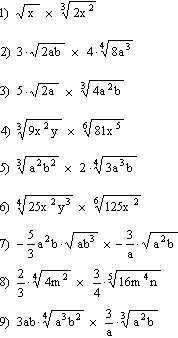 1) √x × ∛(2x²)
2) 3·√(2ab) × 4·∜(8a³)
3) 5·√(2a) × ∛(4a²b)
4) ∛(9x²y) × ⁶√(81x⁵)
5) ∛(a²b²) × 2·∜(3a³b)
6) ∜(25x²y³) × ⁶√(125x²)
7) -5/3 a²b·√(ab³) × -3/a·√(a²b)
8) 2/3·∜(4m²) × 3/4·⁵√(16m⁴n)
9) 3ab·∜(a³b²) × 3/a·∛(a²b)